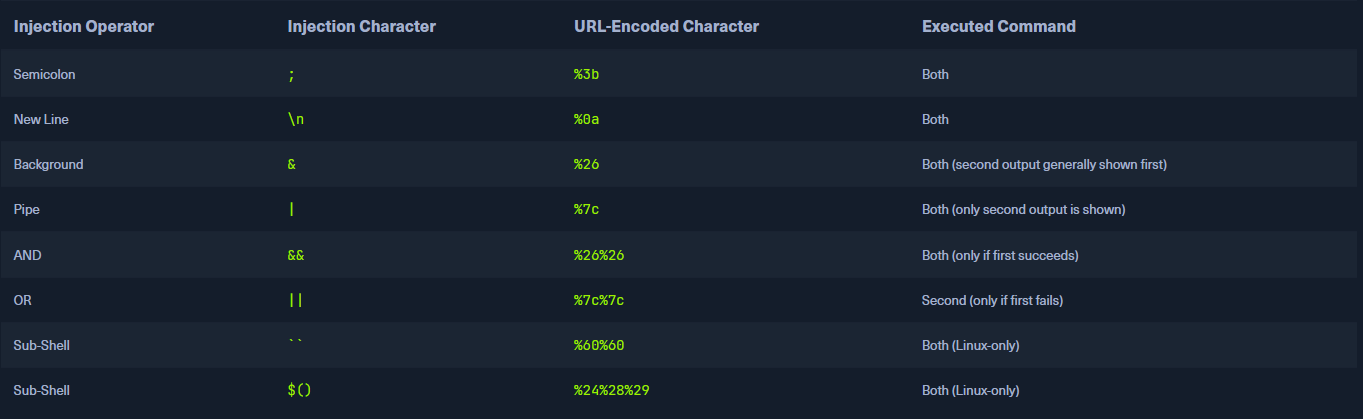 Injection Operator Injection Character URL-Encoded Character Executed Command
Semicolon ; %3b Both
New Line \n %0a Both
Background & %26 Both (second output generally shown first)
Pipe | %7c Both (only second output is shown)
AND && %26%26 Both (only if first succeeds)
OR || %7c%7c Second (only if first fails)
Sub-Shell `` %60%60 Both (Linux-only)
Sub-Shell $() %24%28%29 Both (Linux-only)